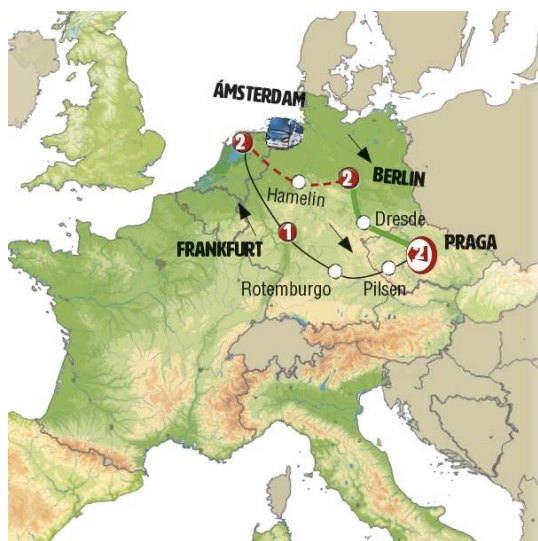 ÁMSTERDAM
2
2
BERLIN
Hamelin
Dresde
FRANKFURT
1
PRAGA
2
Rotemburgo
Pilsen